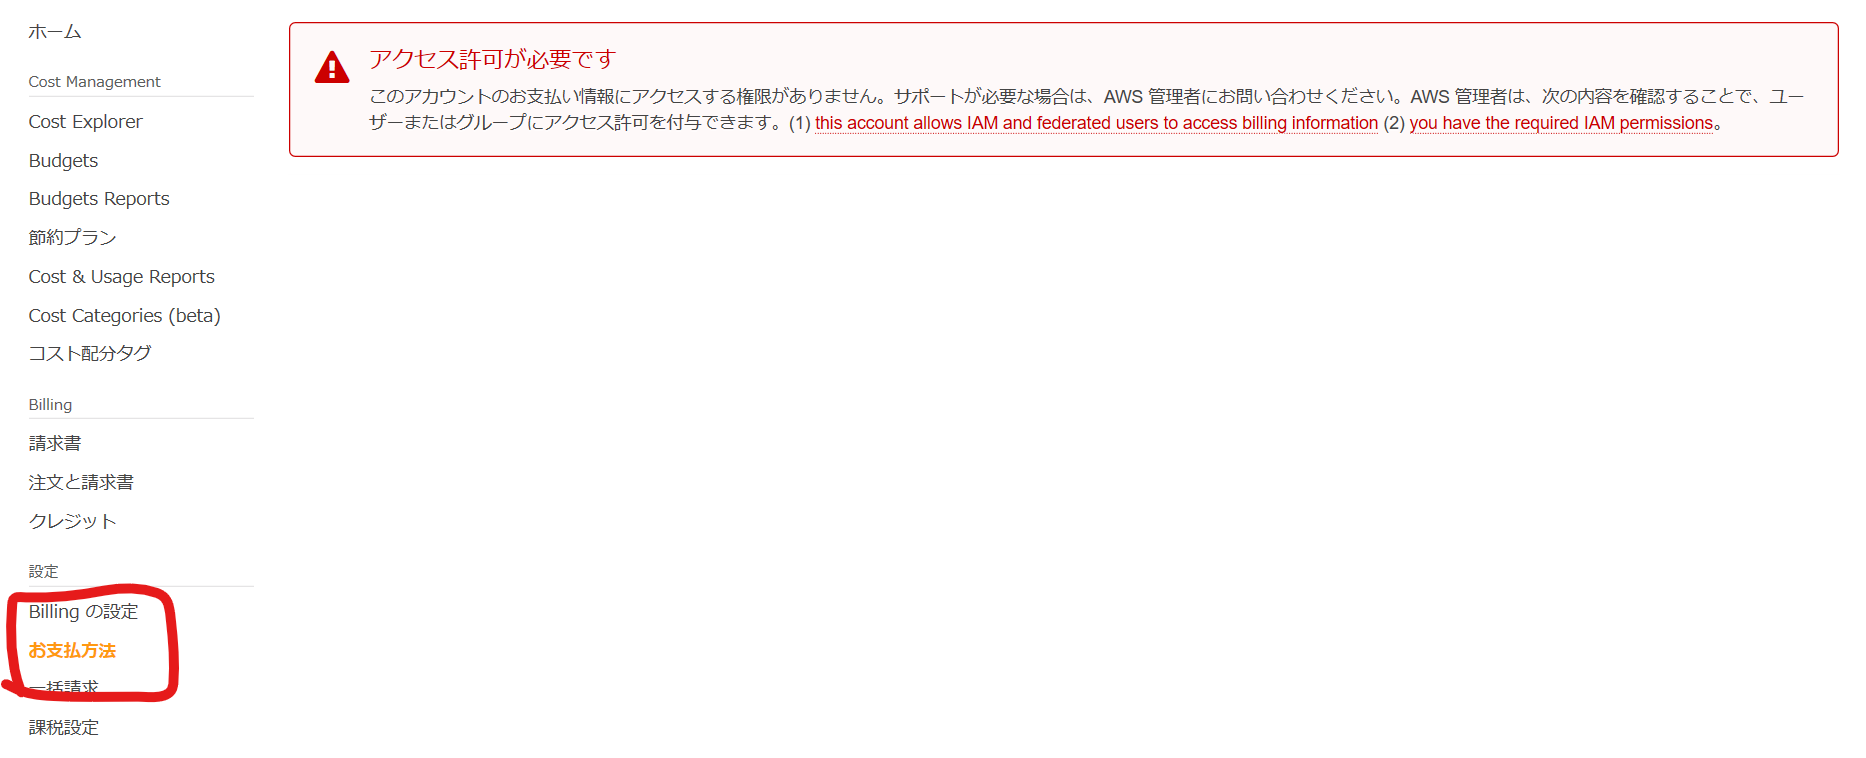 ホーム
Cost Management
Cost Explorer
Budgets
Budgets Reports
節約プラン
Cost & Usage Reports
Cost Categories (beta)
コスト配分タグ
Billing
請求書
注文と請求書
クレジット
設定
Billing の設定
お支払方法
一括請求
課税設定
アクセス許可が必要です
このアカウントのお支払い情報にアクセスする権限がありません。サポートが必要な場合は、AWS 管理者にお問い合わせください。AWS 管理者は、次の内容を確認することで、ユー
ザーまたはグループにアクセス許可を付与できます。(1) this account allows IAM and federated users to access billing information (2) you have the required IAM permissions。